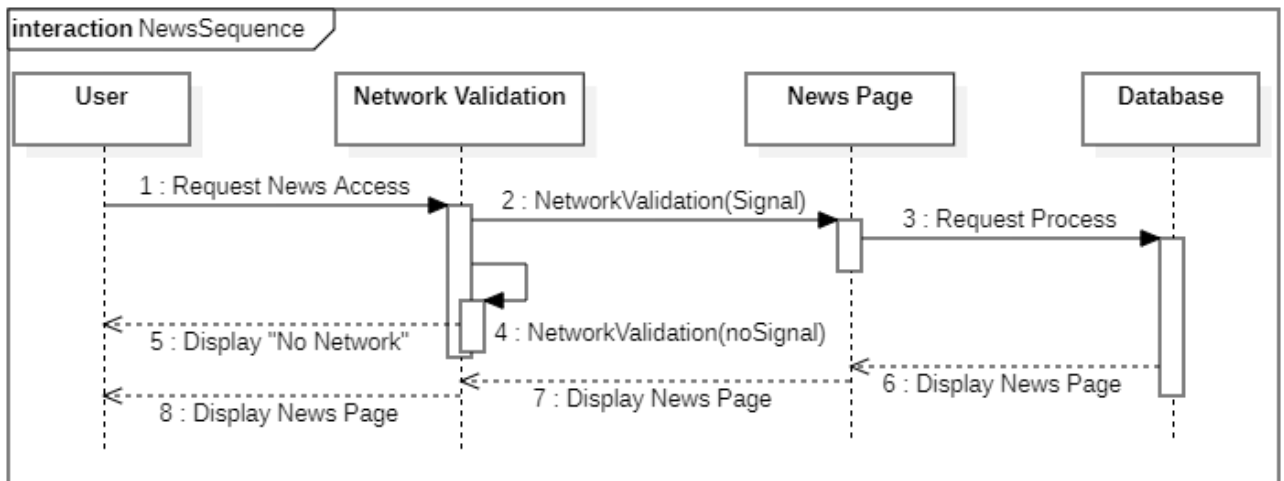 interaction NewsSequence
User
Network Validation
News Page
Database
1 : Request News Access
2 : NetworkValidation(Signal)
3 : Request Process
4 : NetworkValidation(noSignal)
5 : Display "No Network"
6 : Display News Page
7 : Display News Page
8 : Display News Page